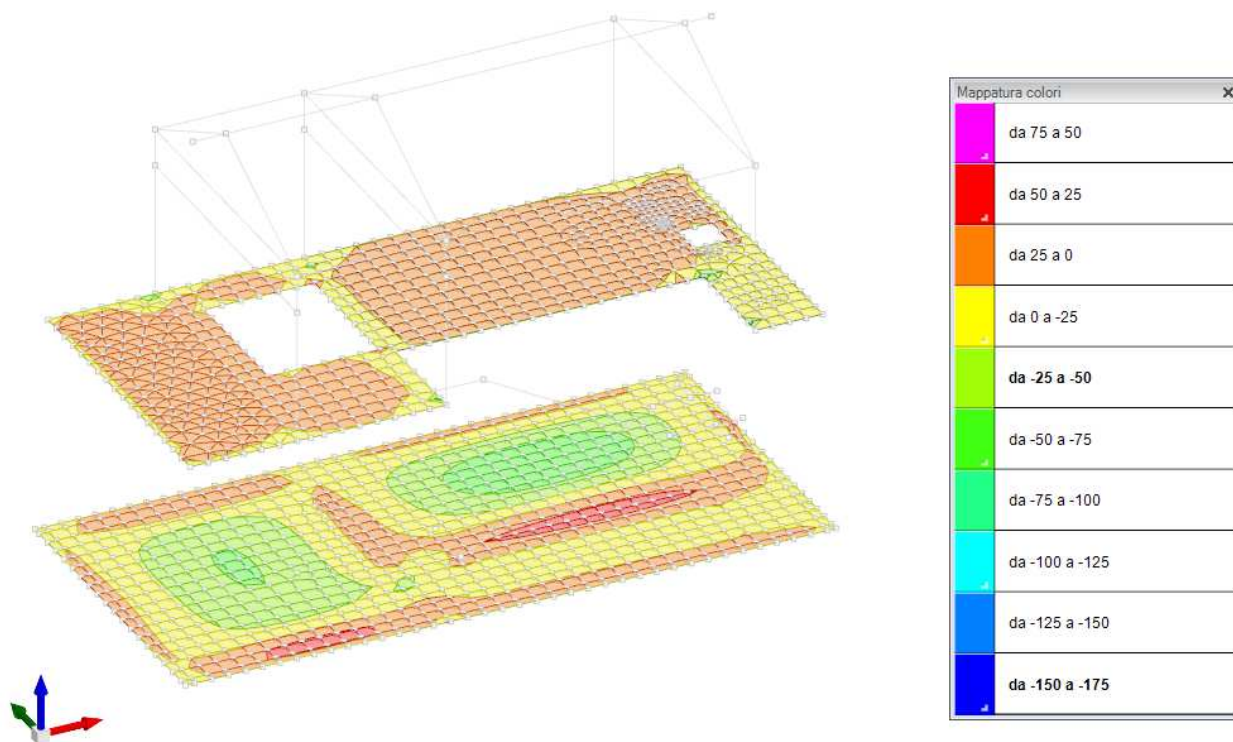 Mappatura colori
da 75 a 50
da 50 a 25
da 25 a 0
da 0 a -25
da -25 a -50
da -50 a -75
da -75 a -100
da -100 a -125
da -125 a -150
da -150 a -175